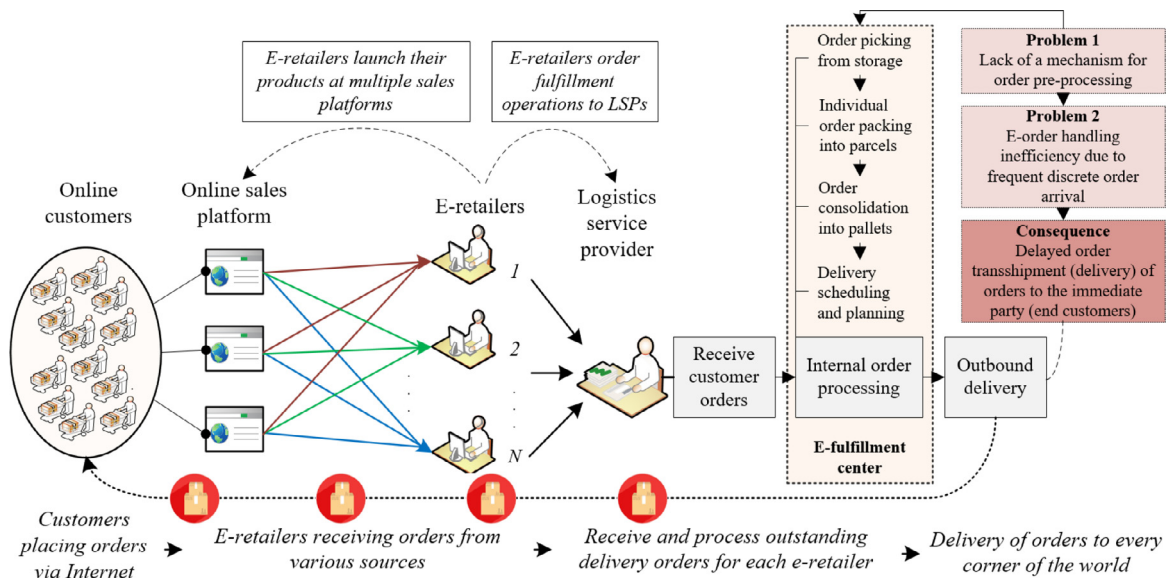 E-retailers launch their
products at multiple sales
platforms
E-retailers order
fulfillment
operations to LSPs
Online
customers
Online sales
platform
E-retailers
Logistics
service
provider
1
2
N
Receive
customer
orders
Order picking
from storage
Individual
order packing
into parcels
Order
consolidation
into pallets
Delivery
scheduling
and planning
Internal order
processing
E-fulfillment
center
Outbound
delivery
Problem 1
Lack of a mechanism for
order pre-processing
Problem 2
E-order handling
inefficiency due to
frequent discrete order
arrival
Consequence
Delayed order
transshipment (delivery) of
orders to the immediate
party (end customers)
Customers
placing orders
via Internet
E-retailers receiving orders from
various sources
Receive and process outstanding
delivery orders for each e-retailer
Delivery of orders to every
corner of the world